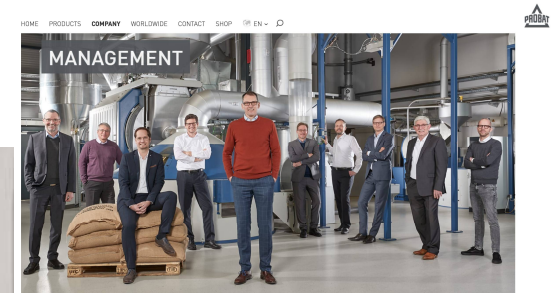 HOME PRODUCTS COMPANY WORLDWIDE CONTACT SHOP EN
PROBAT
MANAGEMENT